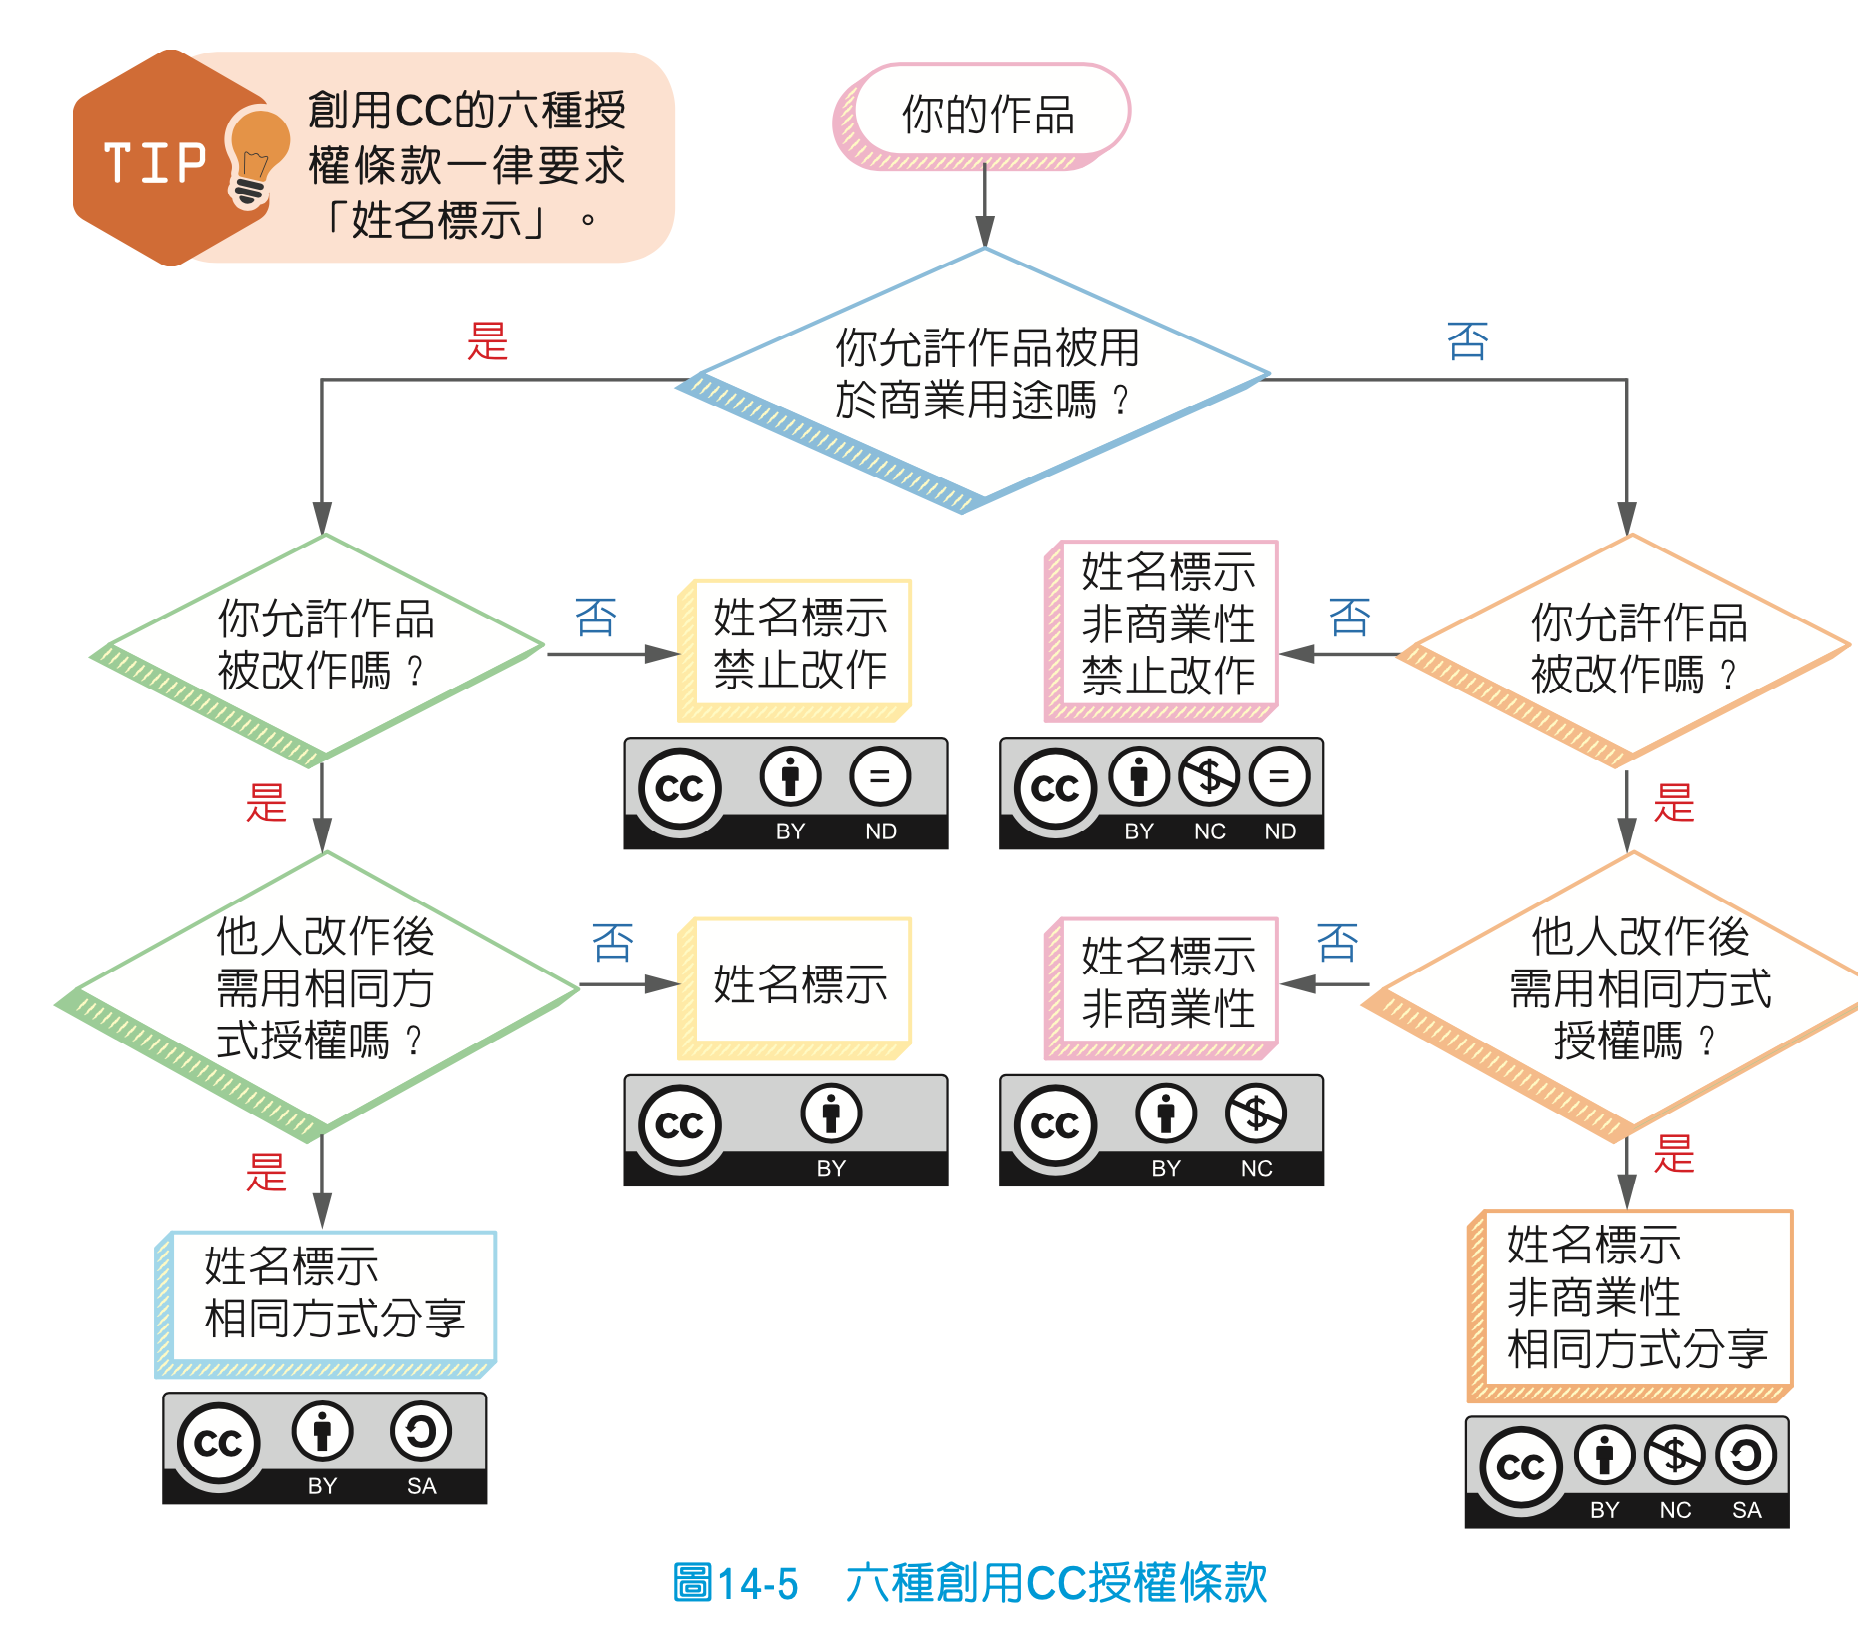 TIP
創用CC的六種授
權條款一律要求
「姓名標示」。
你的作品
你允許作品被用
於商業用途嗎？
是
否
你允許作品
被改作嗎？
否
姓名標示
禁止改作
cc BY ND
姓名標示
非商業性
禁止改作
cc BY NC ND
否
你允許作品
被改作嗎？
是
是
他人改作後
需用相同方
式授權嗎？
否
姓名標示
cc BY
姓名標示
非商業性
cc BY NC
否
他人改作後
需用相同方式
授權嗎？
是
是
姓名標示
相同方式分享
cc BY SA
姓名標示
非商業性
相同方式分享
cc BY NC SA
圖14-5 六種創用CC授權條款